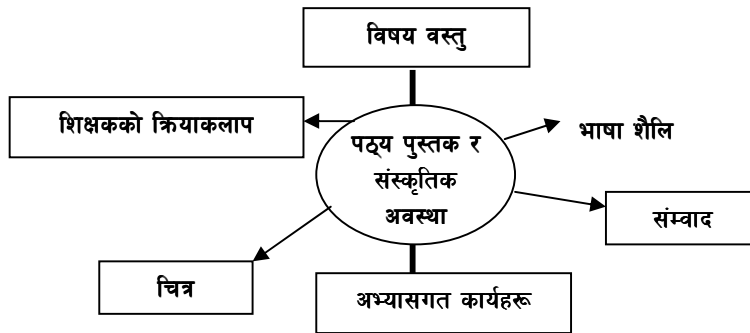 विषय वस्तु
शिक्षकको क्रियाकलाप
पठ्य पुस्तक र
संस्कृतिक
अवस्था
भाषा शैलि
संम्वाद
चित्र
अभ्यासगत कार्यहरू